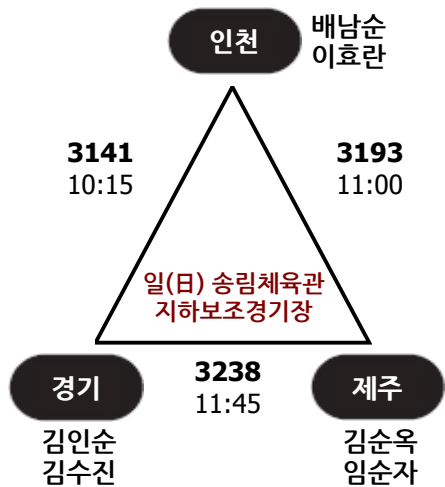 인천
배남순
이효란
3141
10:15
3193
11:00
일(日) 송림체육관
지하보조경기장
경기
3238
11:45
제주
김인순
김수진
김순옥
임순자